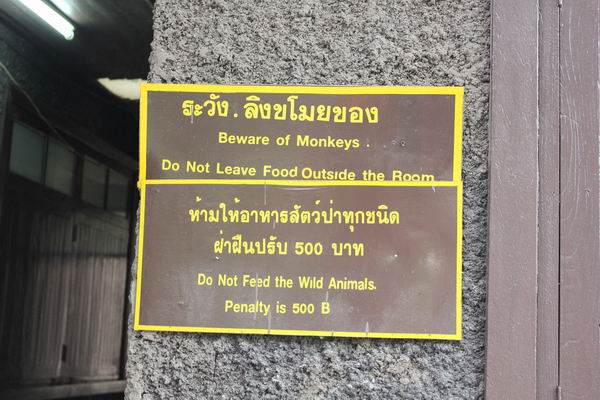 ระวัง . ลิงขโมยของ
Beware of Monkeys .
Do Not Leave Food Outside the Room
ห้ามให้อาหารสัตว์ป่าทุกชนิด
ฝ่าฝืนปรับ 500 บาท
Do Not Feed the Wild Animals.
Penalty is 500 B